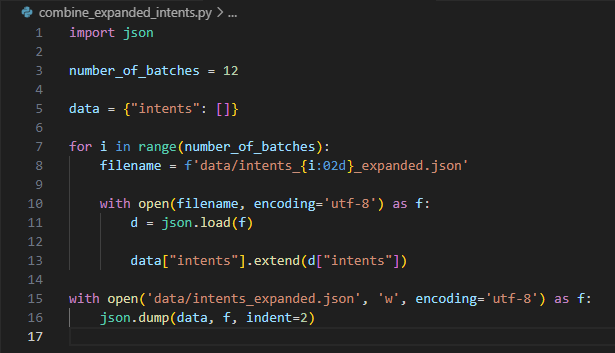 combine_expanded_intents.py > ...
1 import json
2
3 number_of_batches = 12
4
5 data = {"intents": []}
6
7 for i in range(number_of_batches):
8     filename = f'data/intents_{i:02d}_expanded.json'
9
10     with open(filename, encoding='utf-8') as f:
11         d = json.load(f)
12
13         data["intents"].extend(d["intents"])
14
15 with open('data/intents_expanded.json', 'w', encoding='utf-8') as f:
16     json.dump(data, f, indent=2)
17